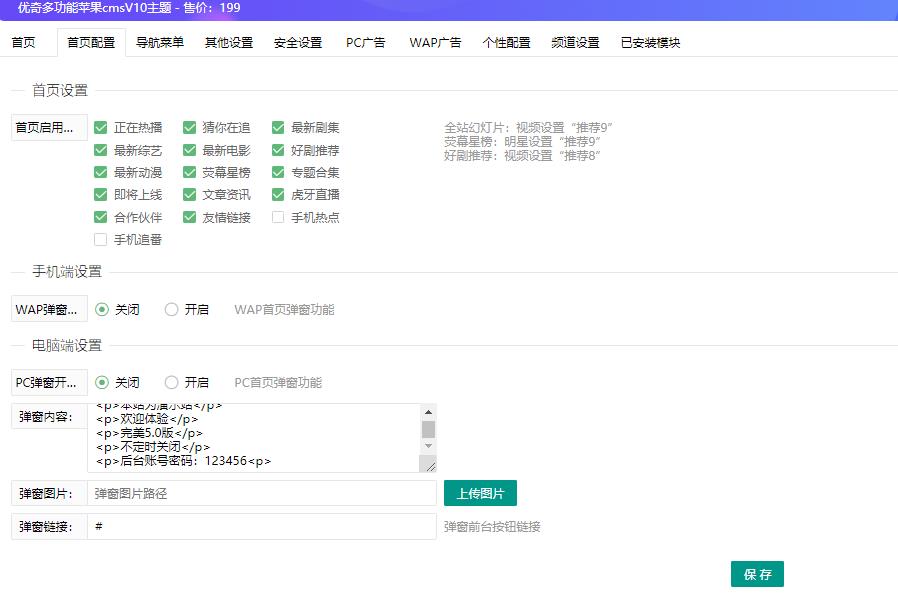 优奇多功能苹果cmsV10主题 - 售价：199
首页 首页配置 导航菜单 其他设置 安全设置 PC广告 WAP广告 个性配置 频道设置 已安装模块
首页设置
首页启用... 正在热播 猜你在追 最新剧集 全站幻灯片：视频设置“推荐9”
荧幕星榜：明星设置“推荐9”
最新综艺 最新电影 好剧推荐 好剧推荐：视频设置“推荐8”
最新动漫 荧幕星榜 专题合集
即将上线 文章资讯 虎牙直播
合作伙伴 友情链接 手机热点
手机追番
手机端设置
WAP弹窗... 关闭 开启 WAP首页弹窗功能
电脑端设置
PC弹窗开... 关闭 开启 PC首页弹窗功能
弹窗内容： <p>本站为演示站</p>
<p>欢迎体验</p>
<p>完美5.0版</p>
<p>不定时关闭</p>
<p>后台账号密码：123456<p>
弹窗图片： 弹窗图片路径 上传图片
弹窗链接： # 弹窗前台按钮链接
保 存